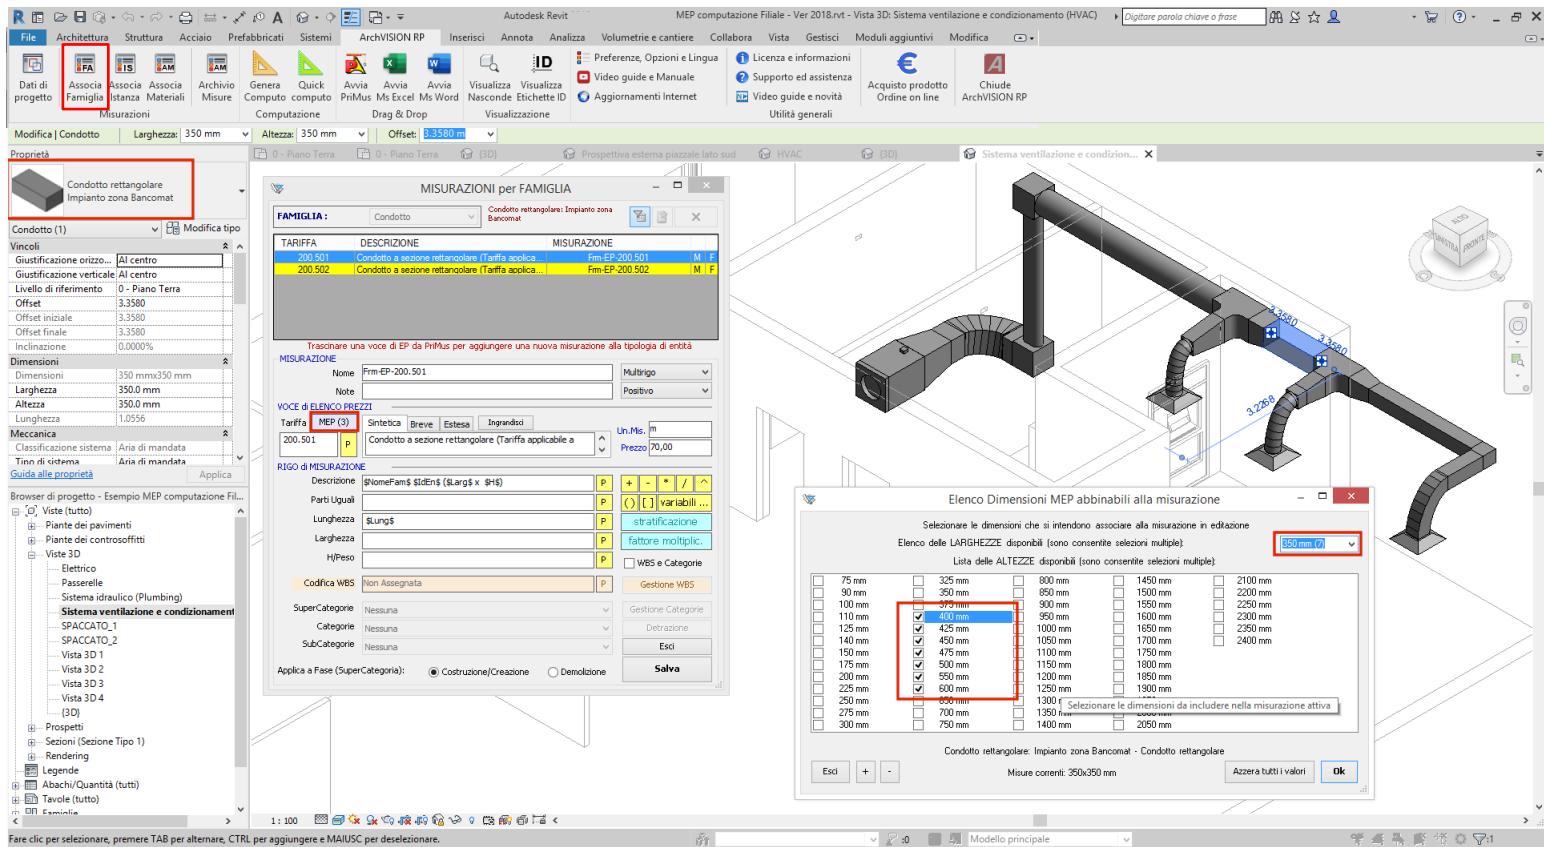 Autodesk Revit
MEP computazione Filiale - Ver 2018.rvt - Vista 3D: Sistema ventilazione e condizionamento (HVAC)
Digitare parola chiave o frase
File Architettura Struttura Acciaio Prefabbricati Sistemi ArchVISION RP Inserisci Annota Analizza Volumetrie e cantiere Collabora Vista Gestisci Moduli aggiuntivi Modifica
Dati di progetto
Associa Famiglia
Associa Istanza
Associa Materiali
Archivio Misure
Genera Computo
Quick computo
Avvia PriMus
Avvia Ms Excel
Avvia Ms Word
Visualizza Nasconde
Visualizza Etichette ID
Preferenze, Opzioni e Lingua
Video guide e Manuale
Aggiornamenti Internet
Licenza e informazioni
Supporto ed assistenza
Video guide e novità
Acquisto prodotto Ordine on line
Chiude ArchVISION RP
Misurazioni Computazione Drag & Drop Visualizzazione Utilità generali
Modifica | Condotto Larghezza: 350 mm Altezza: 350 mm Offset: 3.3580 m
Proprietà
0 - Piano Terra 0 - Piano Terra {3D} Prospettiva esterna piazzale lato sud HVAC {3D} Sistema ventilazione e condizion...
Condotto rettangolare
Impianto zona Bancomat
Condotto (1) Modifica tipo
Vincoli
Giustificazione orizzo... Al centro
Giustificazione verticale Al centro
Livello di riferimento 0 - Piano Terra
Offset 3.3580
Offset iniziale 3.3580
Offset finale 3.3580
Inclinazione 0.0000%
Dimensioni
Dimensioni 350 mmx350 mm
Larghezza 350.0 mm
Altezza 350.0 mm
Lunghezza 1.0556
Meccanica
Classificazione sistema Aria di mandata
Tipo di sistema Aria di mandata
Guida alle proprietà Applica
Browser di progetto - Esempio MEP computazione Fil...
Viste (tutto)
Piante dei pavimenti
Piante dei controsoffitti
Viste 3D
Elettrico
Passerelle
Sistema idraulico (Plumbing)
Sistema ventilazione e condizionament
SPACCATO_1
SPACCATO_2
Vista 3D 1
Vista 3D 2
Vista 3D 3
Vista 3D 4
{3D}
Prospetti
Sezioni (Sezione Tipo 1)
Rendering
Legende
Abachi/Quantità (tutti)
Tavole (tutto)
Famiglie
MISURAZIONI per FAMIGLIA
FAMIGLIA : Condotto Condotto rettangolare: Impianto zona Bancomat
TARIFFA DESCRIZIONE MISURAZIONE
200.501 Condotto a sezione rettangolare (Tariffa applica... Frm-EP-200.501 M F
200.502 Condotto a sezione rettangolare (Tariffa applica... Frm-EP-200.502 M F
Trascinare una voce di EP da PriMus per aggiungere una nuova misurazione alla tipologia di entità
MISURAZIONE
Nome Frm-EP-200.501 Multirigo
Note Positivo
VOCE di ELENCO PREZZI
Tariffa MEP (3) Sintetica Breve Estesa Ingrandisci
200.501 P Condotto a sezione rettangolare (Tariffa applicabile a
Un.Mis. m
Prezzo 70,00
RIGO di MISURAZIONE
Descrizione $NomeFam$ $IdEn$ ($Larg$ x $H$) P + - * / ^
Parti Uguali P ( ) [ ] variabili ...
Lunghezza $Lung$ P stratificazione
Larghezza P fattore moltiplic.
H/Peso P WBS e Categorie
Codifica WBS Non Assegnata P Gestione WBS
SuperCategorie Nessuna Gestione Categorie
Categorie Nessuna Detrazione
SubCategorie Nessuna Esci
Applica a Fase (SuperCategoria): Costruzione/Creazione Demolizione Salva
ALTO
SINISTRA
FRONTE
3.3580
3.3580
3.2268
Elenco Dimensioni MEP abbinabili alla misurazione
Selezionare le dimensioni che si intendono associare alla misurazione in editazione
Elenco delle LARGHEZZE disponibili (sono consentite selezioni multiple): 350 mm (7)
Lista delle ALTEZZE disponibili (sono consentite selezioni multiple):
75 mm 325 mm 800 mm 1450 mm 2100 mm
90 mm 350 mm 850 mm 1500 mm 2200 mm
100 mm 375 mm 900 mm 1550 mm 2250 mm
110 mm 400 mm 950 mm 1600 mm 2300 mm
125 mm 425 mm 1000 mm 1650 mm 2350 mm
140 mm 450 mm 1050 mm 1700 mm 2400 mm
150 mm 475 mm 1100 mm 1750 mm
175 mm 500 mm 1150 mm 1800 mm
200 mm 550 mm 1200 mm 1850 mm
225 mm 600 mm 1250 mm 1900 mm
250 mm 650 mm 1300
275 mm 700 mm 1350
300 mm 750 mm 1400 mm 2050 mm
Selezionare le dimensioni da includere nella misurazione attiva
Condotto rettangolare: Impianto zona Bancomat - Condotto rettangolare
Esci + - Misure correnti: 350x350 mm Azzera tutti i valori Ok
1 : 100
Fare clic per selezionare, premere TAB per alternare, CTRL per aggiungere e MAIUSC per deselezionare.
:0 Modello principale :1